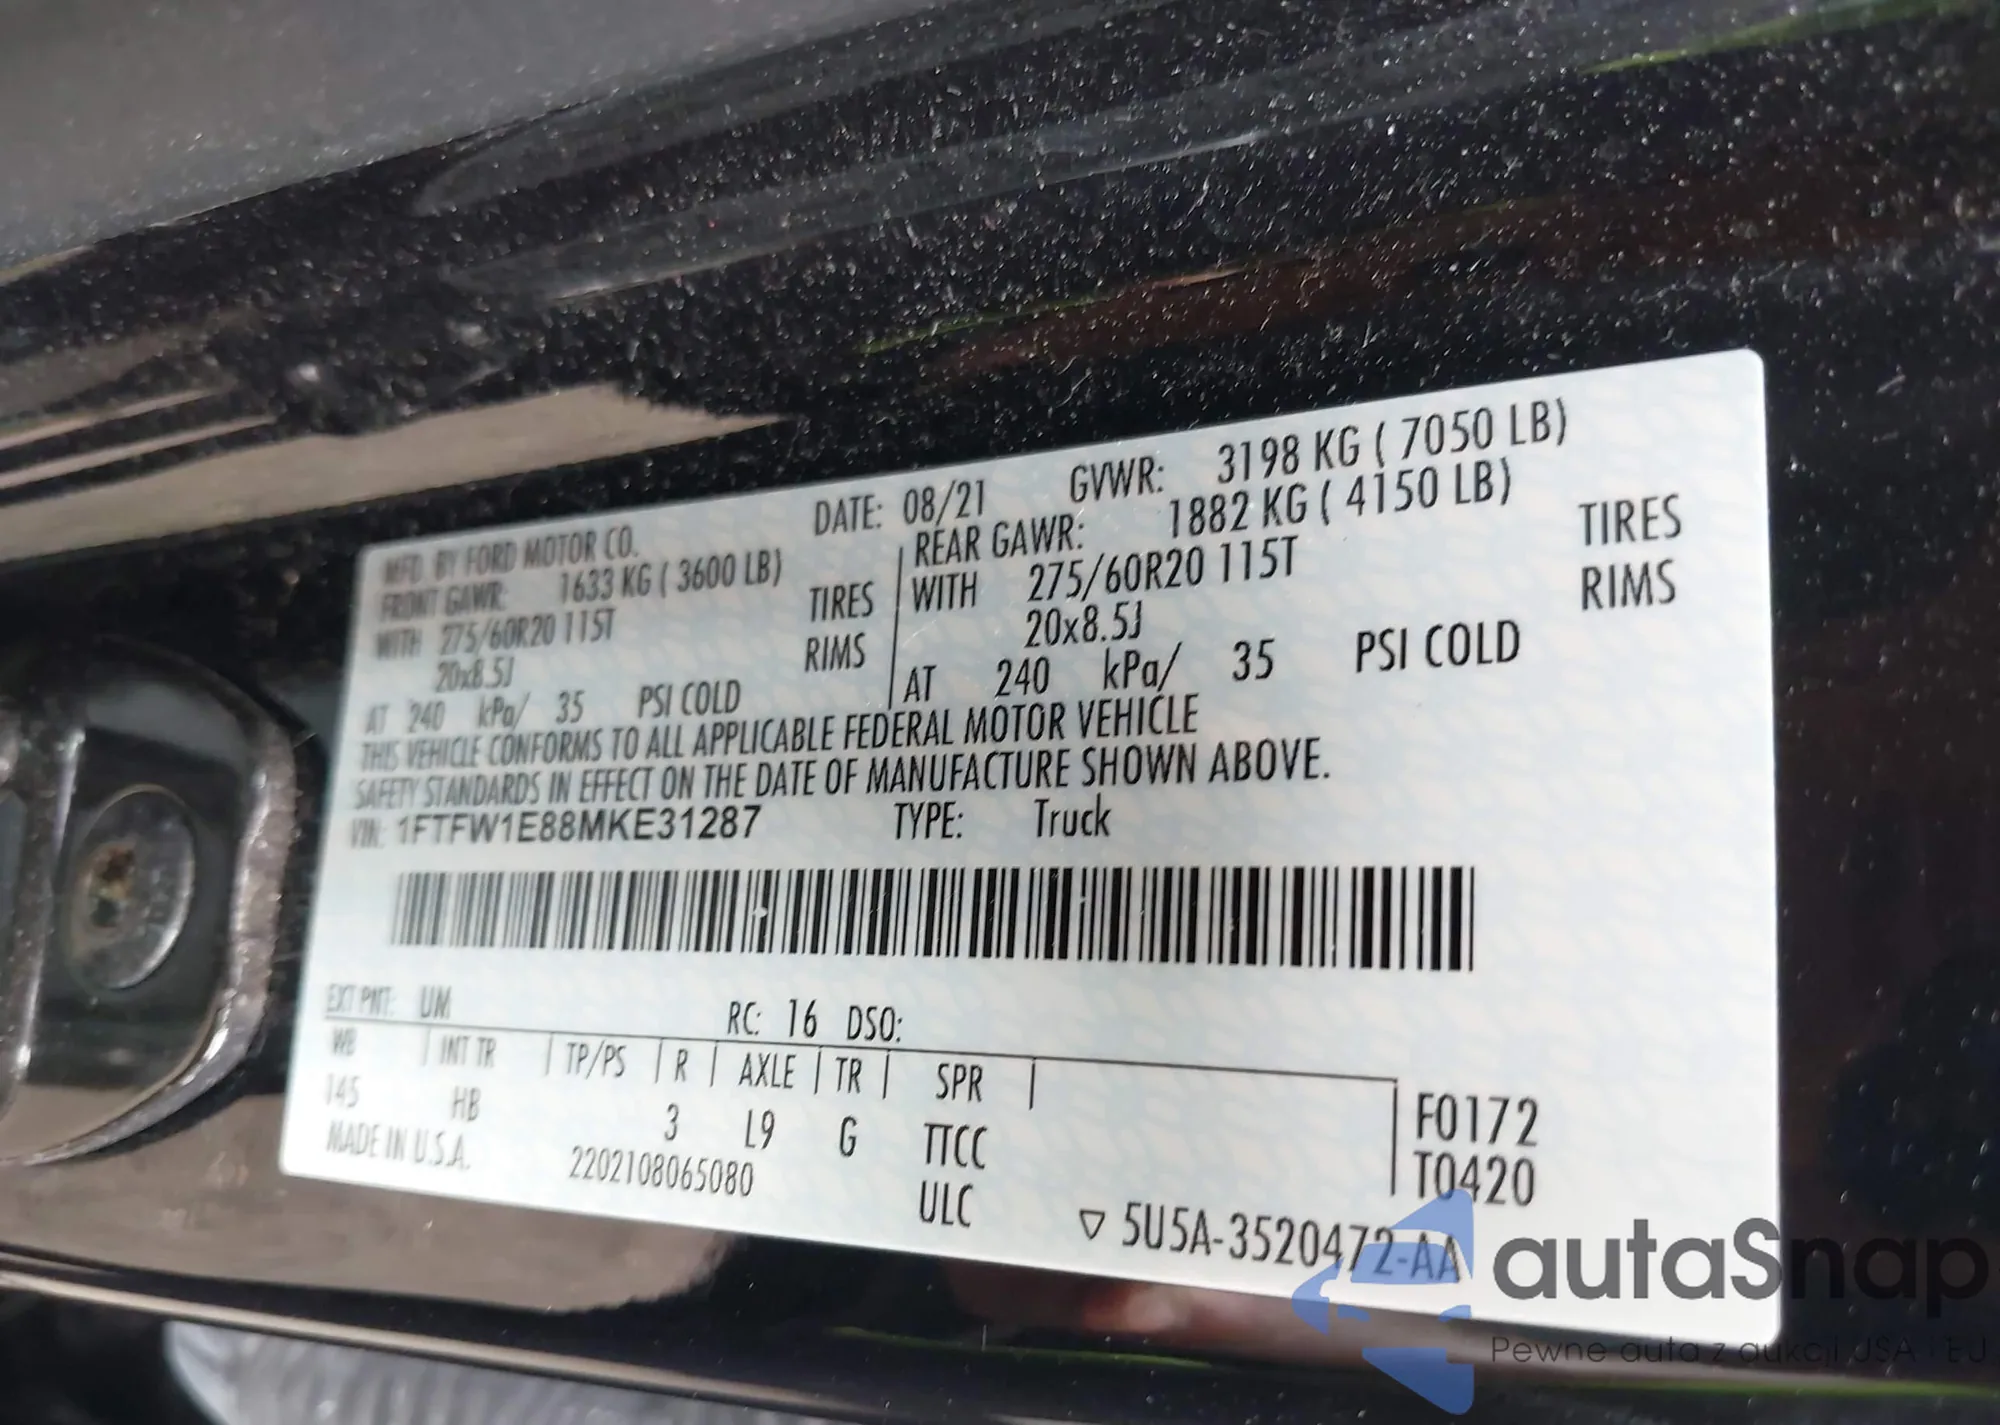 MFD. BY FORD MOTOR CO. DATE: 08/21 GVWR: 3198 KG ( 7050 LB)
FRONT GAWR: 1633 KG ( 3600 LB) REAR GAWR: 1882 KG ( 4150 LB)
WITH 275/60R20 115T TIRES WITH 275/60R20 115T TIRES
20x8.5J RIMS 20x8.5J RIMS
AT 240 kPa/ 35 PSI COLD AT 240 kPa/ 35 PSI COLD
THIS VEHICLE CONFORMS TO ALL APPLICABLE FEDERAL MOTOR VEHICLE
SAFETY STANDARDS IN EFFECT ON THE DATE OF MANUFACTURE SHOWN ABOVE.
VIN: 1FTFW1E88MKE31287 TYPE: Truck
EXT PNT: UM RC: 16 DSO:
WB INT TR TP/PS R AXLE TR SPR
145 HB 3 L9 G TTCC F0172
T0420
MADE IN U.S.A. 2202108065080 ULC
▽ 5U5A-3520472-AA
autaSnap
Pewne auta z aukcji USA i EU